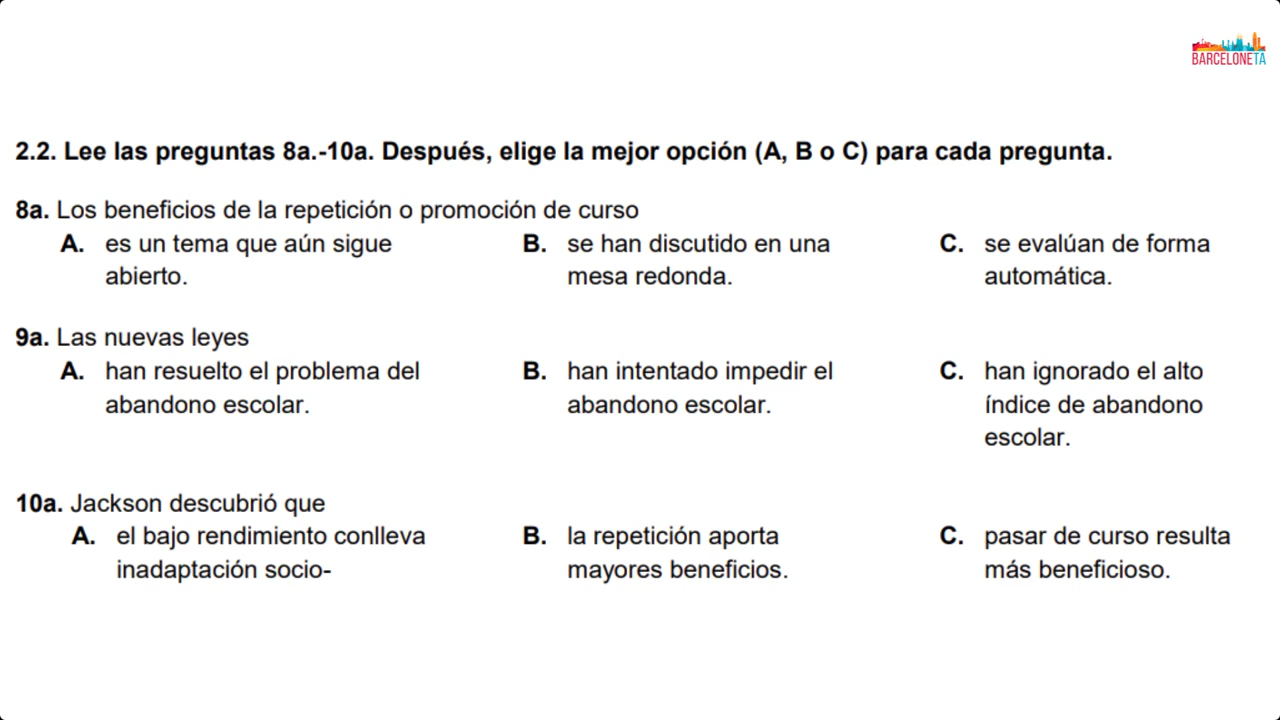 BARCELONETA
2.2. Lee las preguntas 8a.-10a. Después, elige la mejor opción (A, B o C) para cada pregunta.
8a. Los beneficios de la repetición o promoción de curso
A. es un tema que aún sigue
abierto.
B. se han discutido en una
mesa redonda.
C. se evalúan de forma
automática.
9a. Las nuevas leyes
A. han resuelto el problema del
abandono escolar.
B. han intentado impedir el
abandono escolar.
C. han ignorado el alto
índice de abandono
escolar.
10a. Jackson descubrió que
A. el bajo rendimiento conlleva
inadaptación socio-
B. la repetición aporta
mayores beneficios.
C. pasar de curso resulta
más beneficioso.